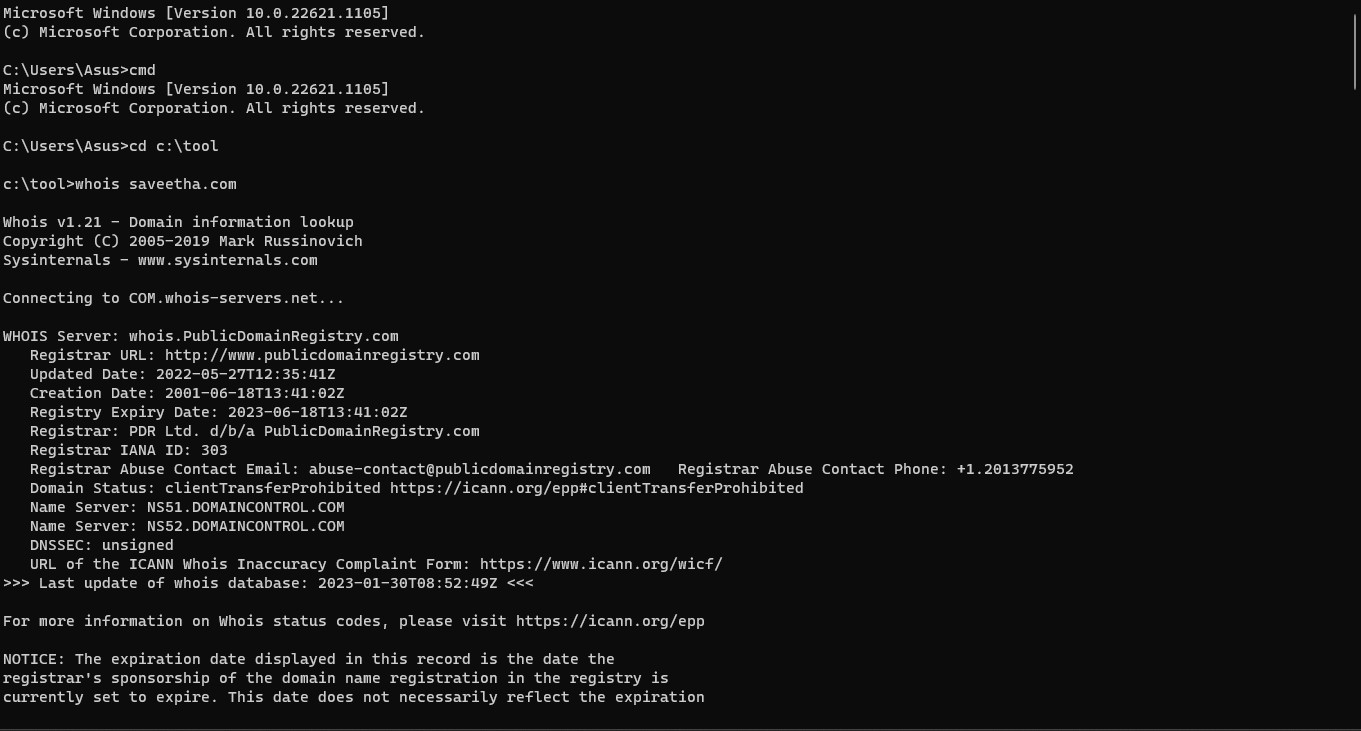 Microsoft Windows [Version 10.0.22621.1105]
(c) Microsoft Corporation. All rights reserved.
C:\Users\Asus>cmd
Microsoft Windows [Version 10.0.22621.1105]
(c) Microsoft Corporation. All rights reserved.
C:\Users\Asus>cd c:\tool
c:\tool>whois saveetha.com
Whois v1.21 - Domain information lookup
Copyright (C) 2005-2019 Mark Russinovich
Sysinternals - www.sysinternals.com
Connecting to COM.whois-servers.net...
WHOIS Server: whois.PublicDomainRegistry.com
   Registrar URL: http://www.publicdomainregistry.com
   Updated Date: 2022-05-27T12:35:41Z
   Creation Date: 2001-06-18T13:41:02Z
   Registry Expiry Date: 2023-06-18T13:41:02Z
   Registrar: PDR Ltd. d/b/a PublicDomainRegistry.com
   Registrar IANA ID: 303
   Registrar Abuse Contact Email: abuse-contact@publicdomainregistry.com   Registrar Abuse Contact Phone: +1.2013775952
   Domain Status: clientTransferProhibited https://icann.org/epp#clientTransferProhibited
   Name Server: NS51.DOMAINCONTROL.COM
   Name Server: NS52.DOMAINCONTROL.COM
   DNSSEC: unsigned
   URL of the ICANN Whois Inaccuracy Complaint Form: https://www.icann.org/wicf/
>>> Last update of whois database: 2023-01-30T08:52:49Z <<<
For more information on Whois status codes, please visit https://icann.org/epp
NOTICE: The expiration date displayed in this record is the date the
registrar's sponsorship of the domain name registration in the registry is
currently set to expire. This date does not necessarily reflect the expiration